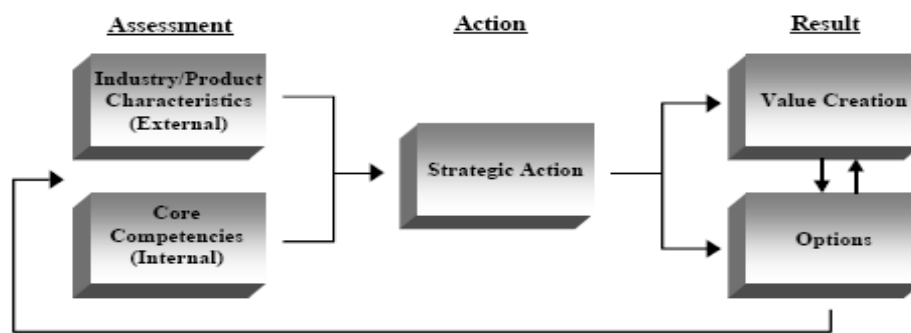 Assessment
Action
Result
Industry/Product
Characteristics
(External)
Value Creation
Strategic Action
Core
Competencies
(Internal)
Options